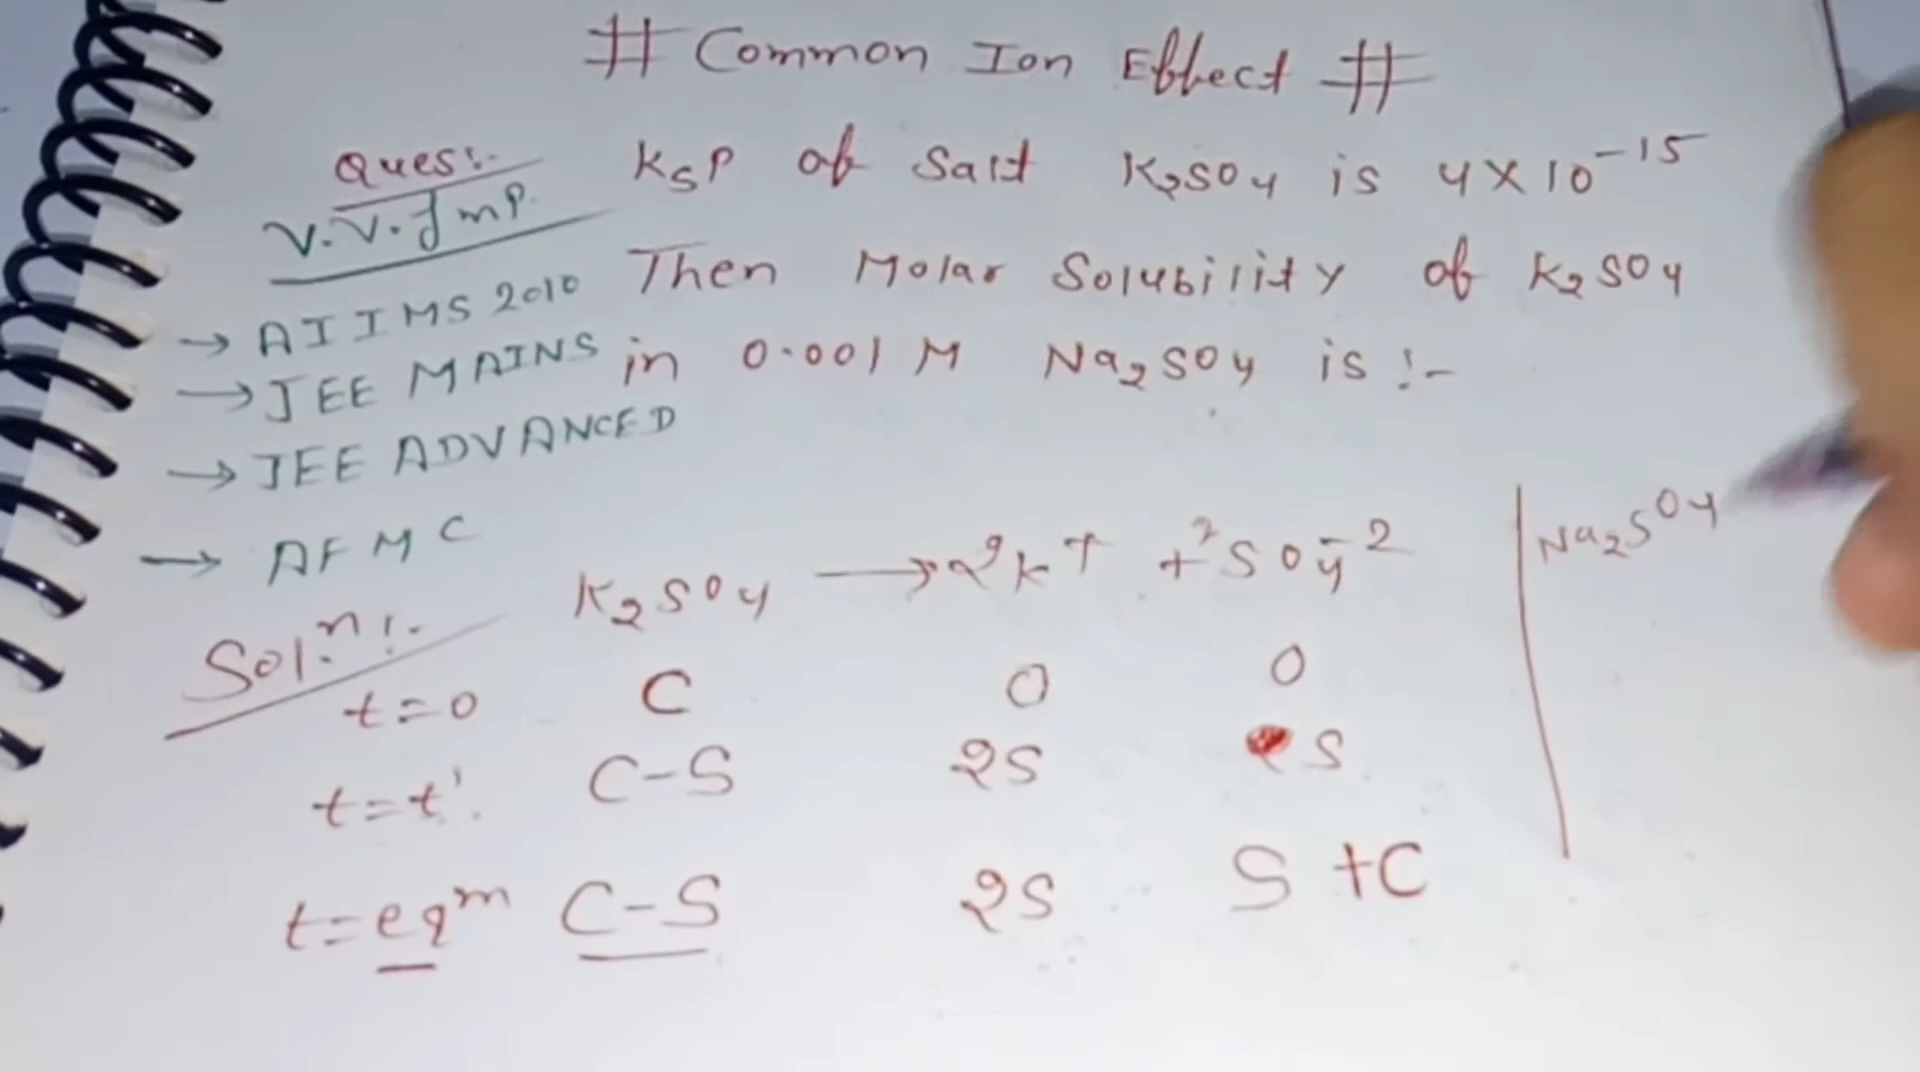 # Common Ion Effect #
Ques:- Ksp of Salt K₂SO₄ is 4×10⁻¹⁵
V.V.Imp.
Then Molar Solubility of K₂SO₄
→ AIIMS 2010
in 0.001 M Na₂SO₄ is :-
→ JEE MAINS
→ JEE ADVANCED
→ AFMC
K₂SO₄ → 2K⁺ + SO₄⁻² Na₂SO₄
Sol.ⁿ:-
t=0 C 0 0
t=t'. C-S 2S S
t=eqᵐ C-S 2S S+C